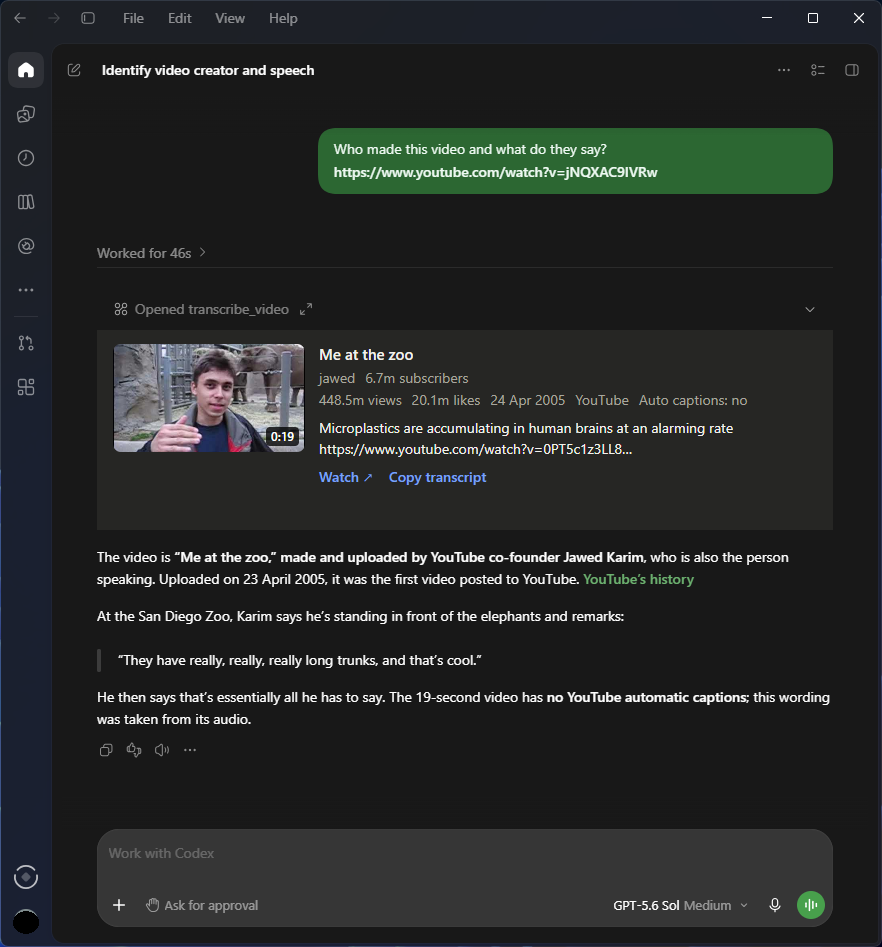 File Edit View Help
Identify video creator and speech
Who made this video and what do they say?
https://www.youtube.com/watch?v=jNQXAC9IVRw
Worked for 46s
Opened transcribe_video
0:19
Me at the zoo
jawed 6.7m subscribers
448.5m views 20.1m likes 24 Apr 2005 YouTube Auto captions: no
Microplastics are accumulating in human brains at an alarming rate
https://www.youtube.com/watch?v=0PT5c1z3LL8...
Watch ↗ Copy transcript
The video is “Me at the zoo,” made and uploaded by YouTube co-founder Jawed Karim, who is also the person
speaking. Uploaded on 23 April 2005, it was the first video posted to YouTube. YouTube’s history
At the San Diego Zoo, Karim says he’s standing in front of the elephants and remarks:
“They have really, really, really long trunks, and that’s cool.”
He then says that’s essentially all he has to say. The 19-second video has no YouTube automatic captions; this wording
was taken from its audio.
Work with Codex
Ask for approval
GPT-5.6 Sol Medium